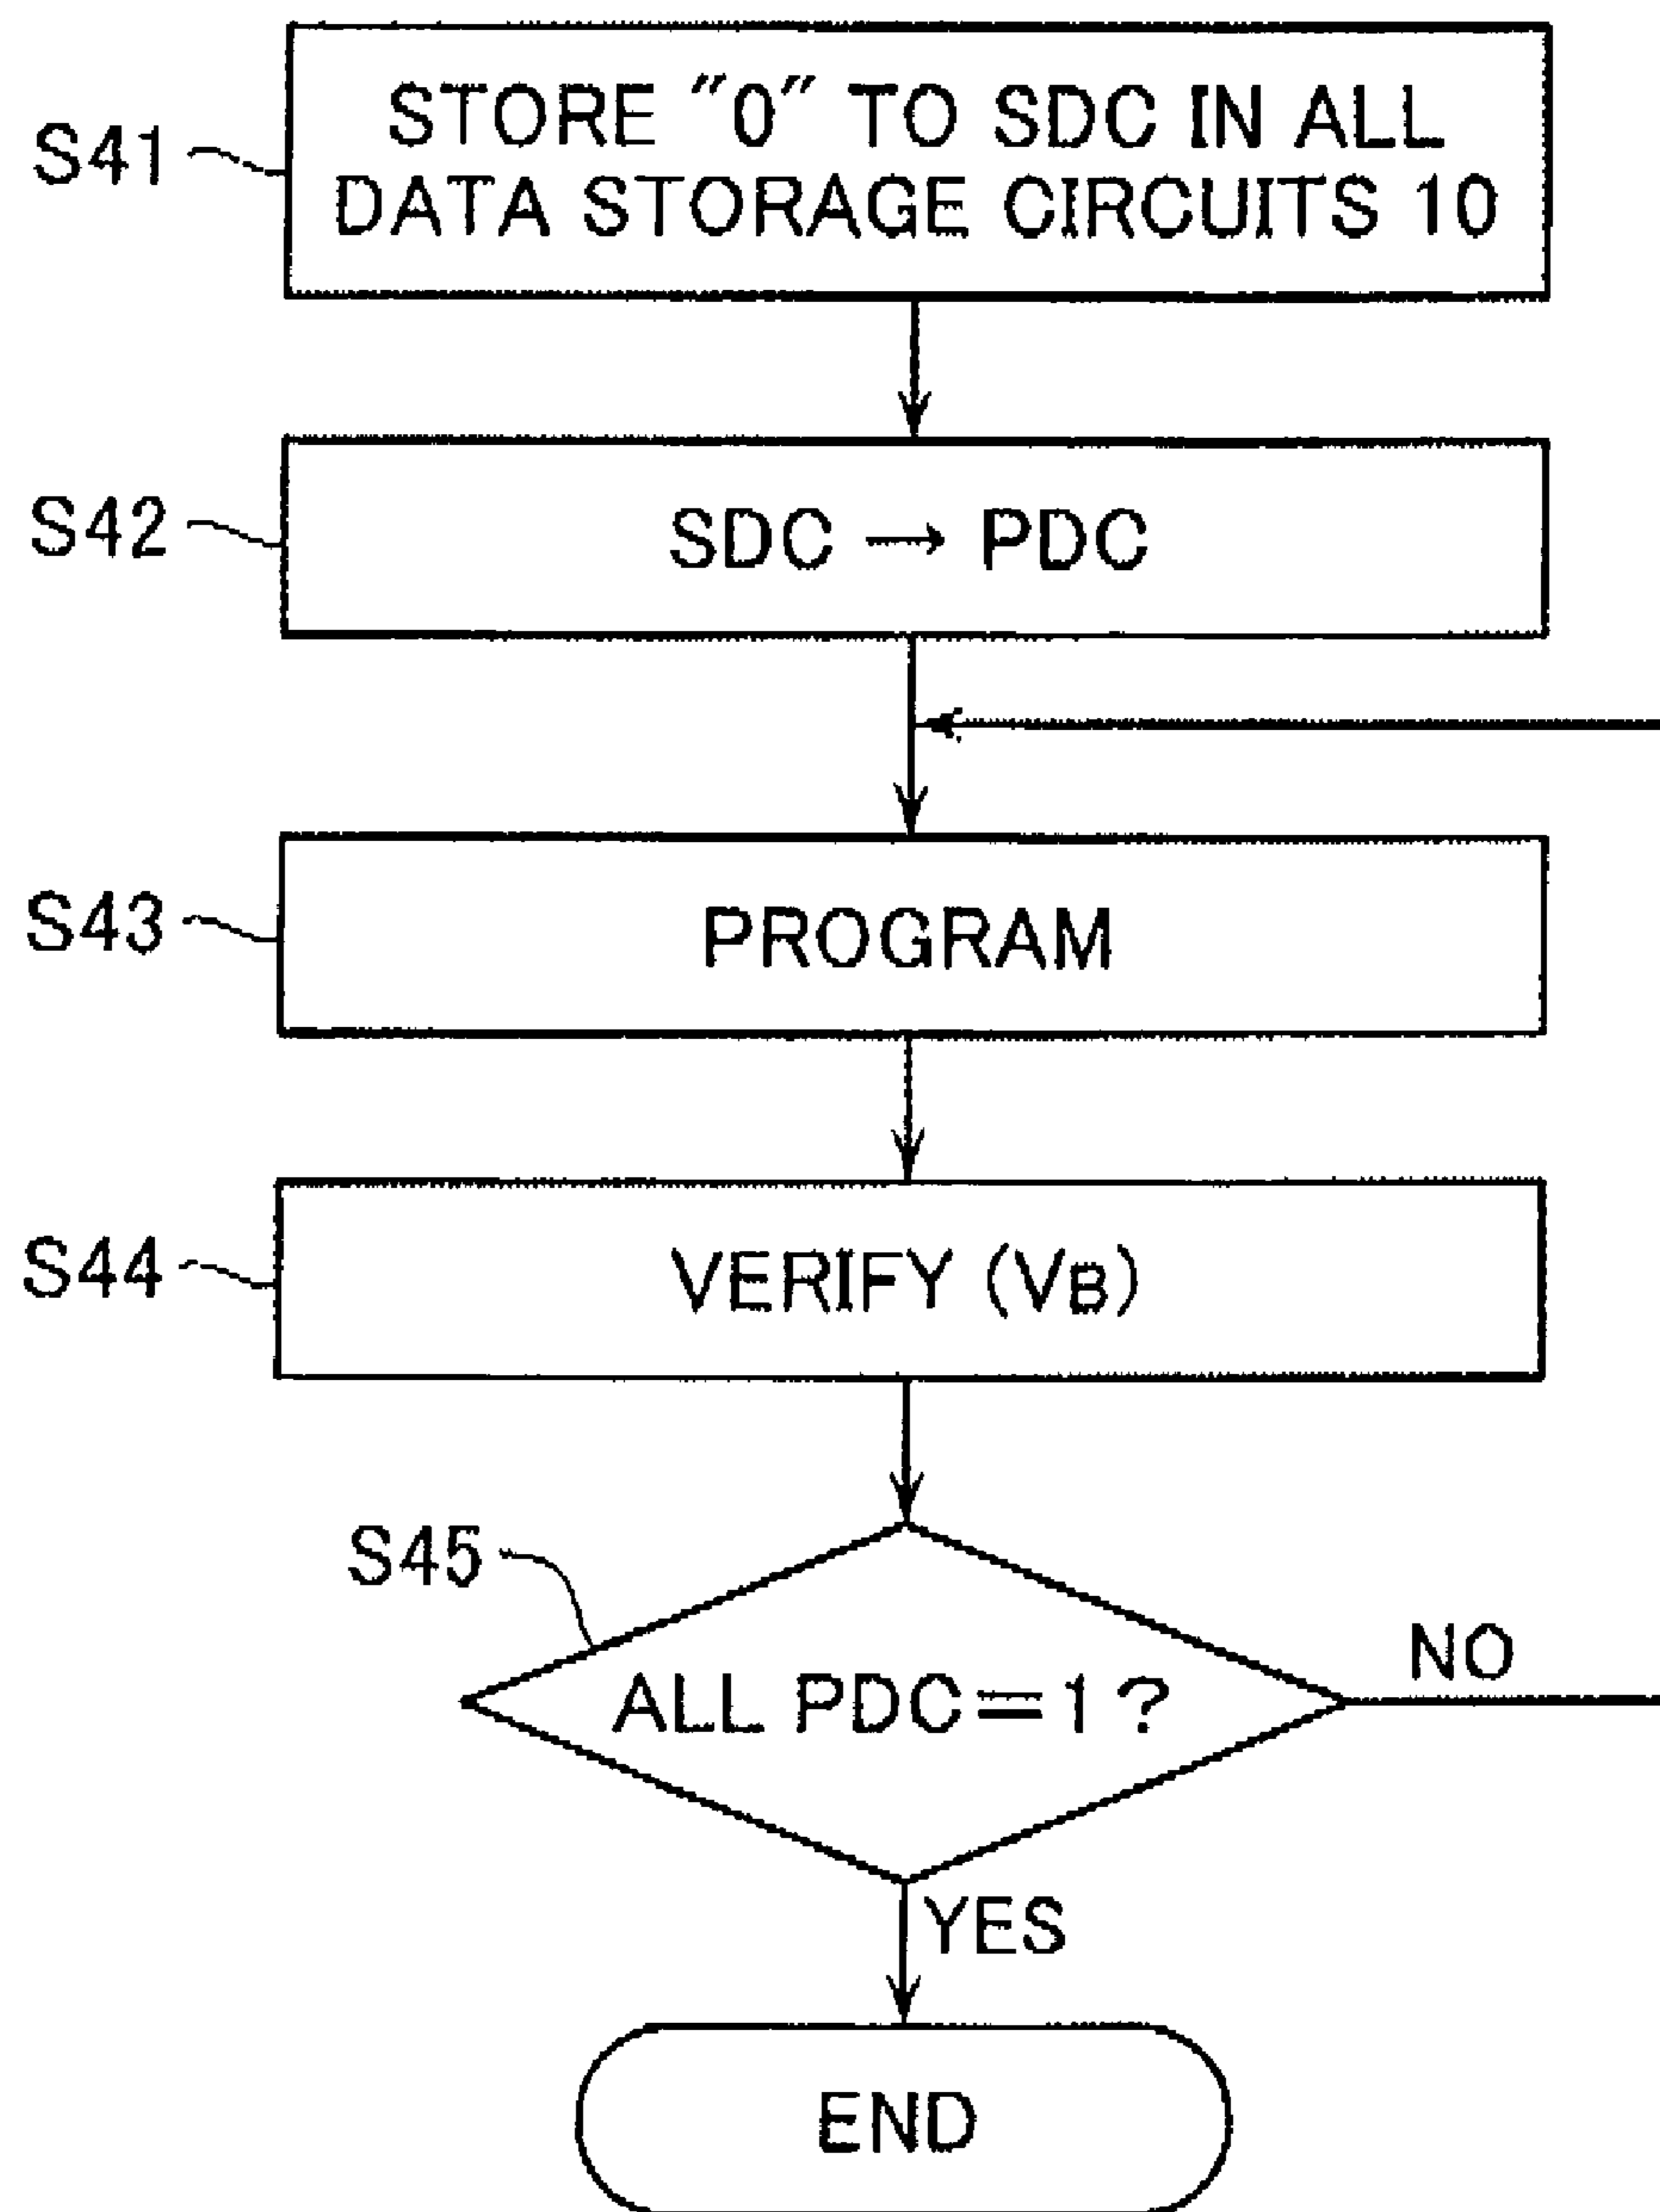 S41
STORE "0" TO SDC IN ALL
DATA STORAGE CIRCUITS 10
S42
SDC → PDC
S43
PROGRAM
S44
VERIFY (VB)
S45
ALL PDC=1?
NO
YES
END